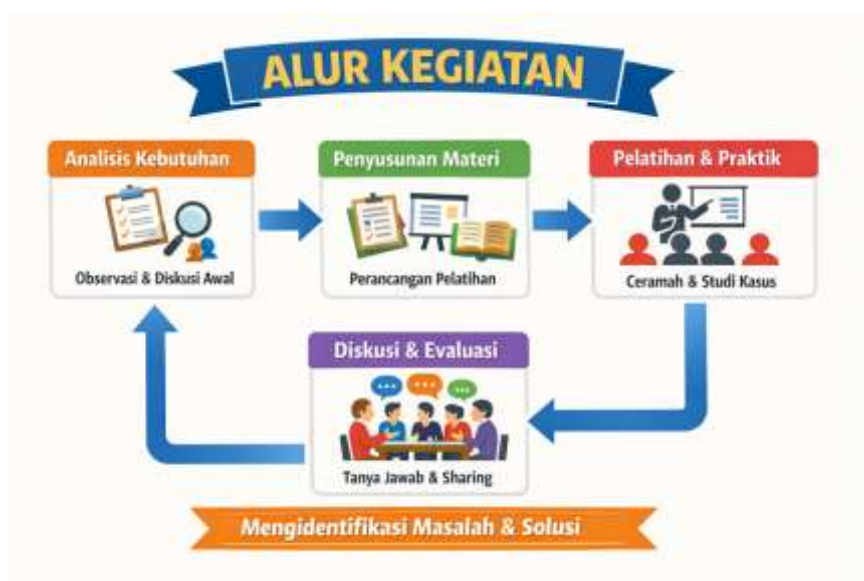 ALUR KEGIATAN
Analisis Kebutuhan
Observasi & Diskusi Awal
Penyusunan Materi
Perancangan Pelatihan
Pelatihan & Praktik
Ceramah & Studi Kasus
Diskusi & Evaluasi
Tanya Jawab & Sharing
Mengidentifikasi Masalah & Solusi